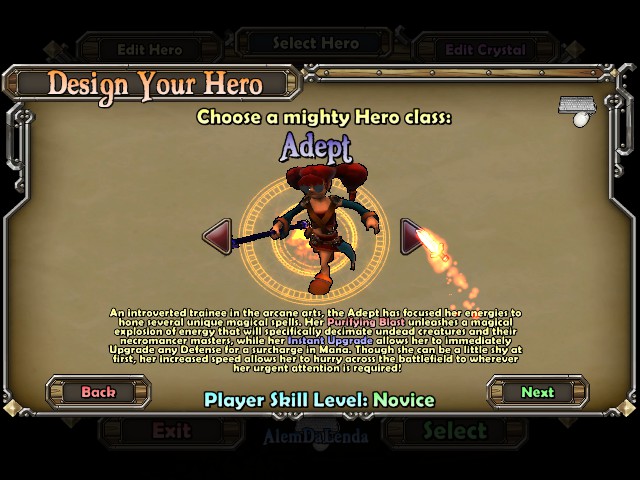 Edit Hero
Select Hero
Edit Crystal
Design Your Hero
Choose a mighty Hero class:
Adept
An introverted trainee in the arcane arts, the Adept has focused her energies to
hone several unique magical spells. Her Purifying Blast unleashes a magical
explosion of energy that will specifically decimate undead creatures and their
necromancer masters, while her Instant Upgrade allows her to immediately
Upgrade any Defense for a surcharge in Mana. Though she can be a little shy at
first, her increased speed allows her to hurry across the battlefield to wherever
her urgent attention is required!
Back
Player Skill Level: Novice
Next
Exit
AlemDaLenda
Select